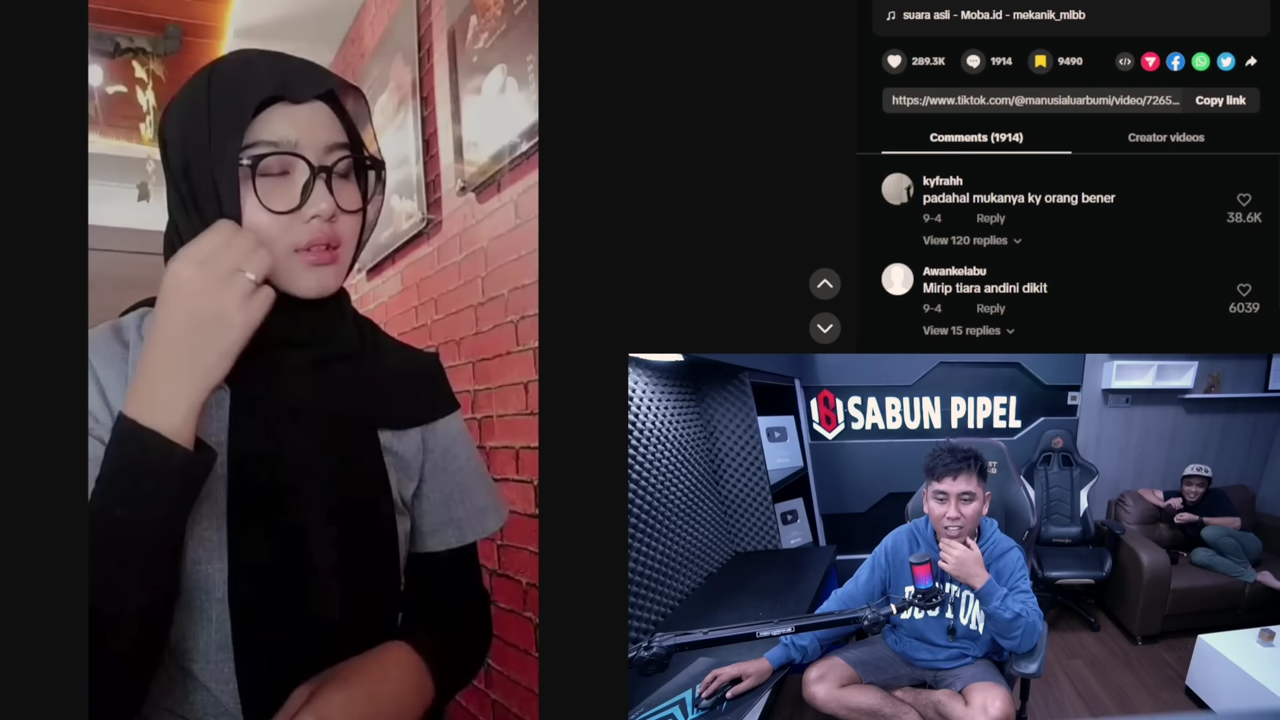 suara asli - Moba.id - mekanik_mlbb
289.3K
1914
9490
https://www.tiktok.com/@manusialuarbumi/video/7265...
Copy link
Comments (1914)
Creator videos
kyfrahh
padahal mukanya ky orang bener
9-4
Reply
38.6K
View 120 replies
Awankelabu
Mirip tiara andini dikit
9-4
Reply
6039
View 15 replies
SABUN PIPEL